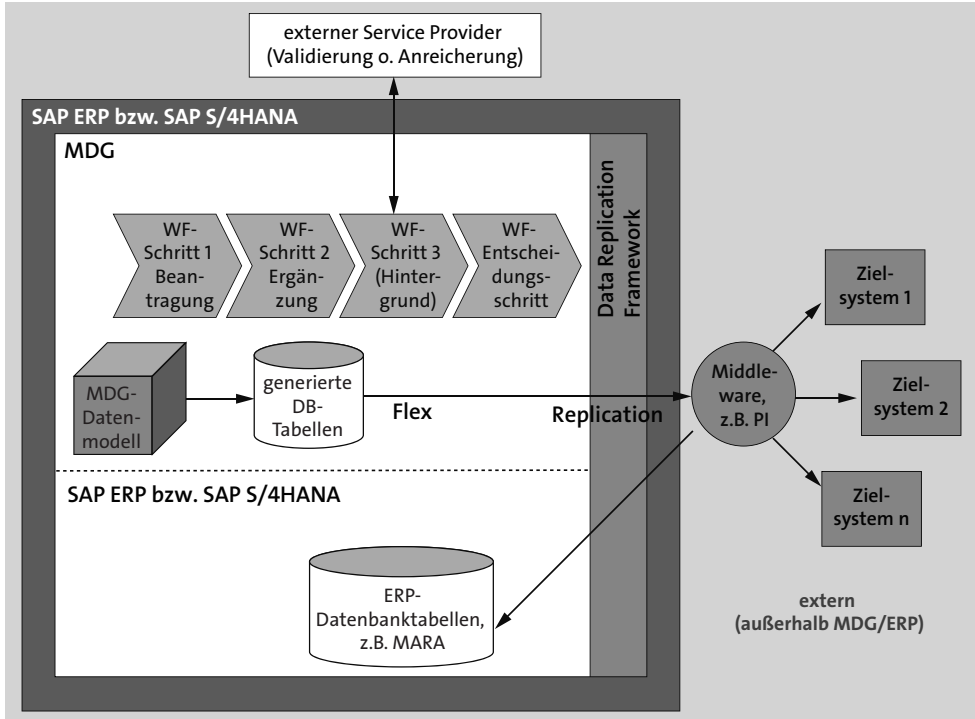 externer Service Provider
(Validierung o. Anreicherung)
SAP ERP bzw. SAP S/4HANA
MDG
WF-
Schritt 1
Bean-
tragung
WF-
Schritt 2
Ergän-
zung
WF-
Schritt 3
(Hinter-
grund)
WF-
Entschei-
dungs-
schritt
Data Replication
Framework
MDG-
Daten-
modell
generierte
DB-
Tabellen
Flex
Replication
Middle-
ware,
z.B. PI
Ziel-
system 1
Ziel-
system 2
Ziel-
system n
SAP ERP bzw. SAP S/4HANA
ERP-
Datenbanktabellen,
z.B. MARA
extern
(außerhalb MDG/ERP)